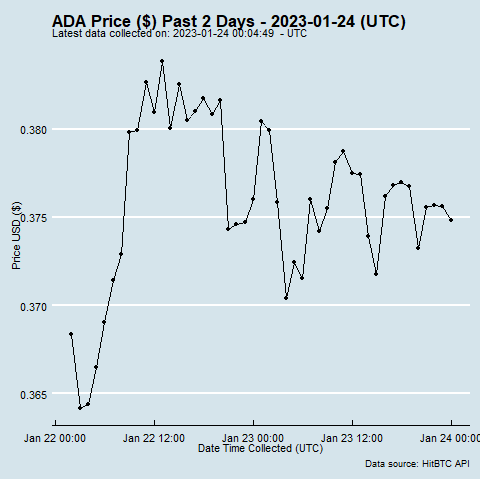 ADA Price ($) Past 2 Days - 2023-01-24 (UTC)
Latest data collected on: 2023-01-24 00:04:49 - UTC
0.380
0.375
0.370
0.365
Price USD ($)
Jan 22 00:00 Jan 22 12:00 Jan 23 00:00 Jan 23 12:00 Jan 24 00:00
Date Time Collected (UTC)
Data source: HitBTC API